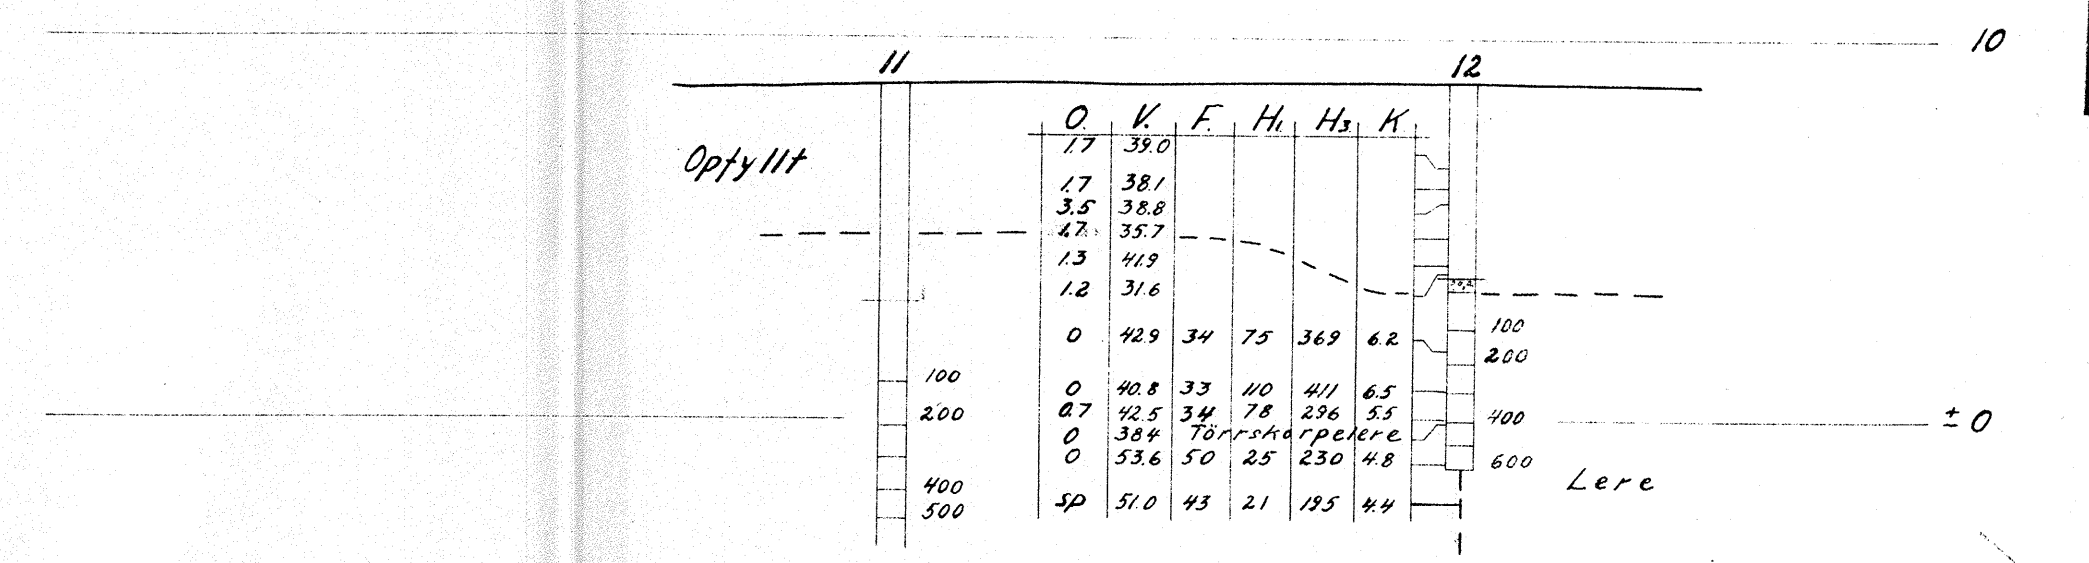 10
11 12
O. V. F. H₁ H₃ K
Opfyllt
1.7 39.0
1.7 38.1
3.5 38.8
1.7 35.7
1.3 41.9
1.2 31.6
0 42.9 34 75 369 6.2
100
200
100
0 40.8 33 110 411 6.5
200
0.7 42.5 34 78 296 5.5
400
± 0
0 38.4 Törrskorpelere
0 53.6 50 25 230 4.8
600
Lere
400
SP 51.0 43 21 195 4.4
500